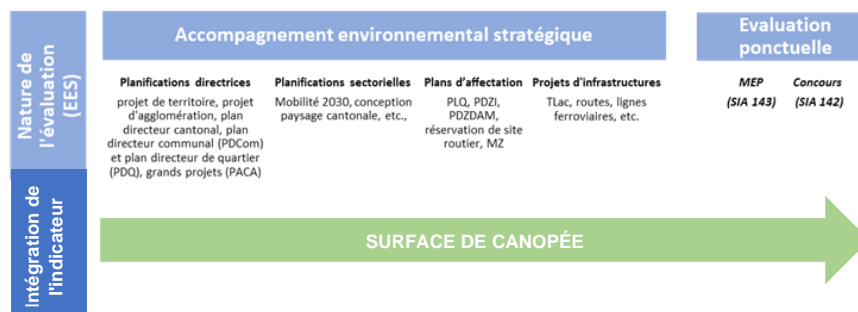 Nature de
l'évaluation
(EES)
Accompagnement environnemental stratégique
Evaluation
ponctuelle
Planifications directrices
projet de territoire, projet
d'agglomération, plan
directeur cantonal, plan
directeur communal (PDCom)
et plan directeur de quartier
(PDQ), grands projets (PACA)
Planifications sectorielles
Mobilité 2030, conception
paysage cantonale, etc.,
Plans d'affectation
PLQ, PDZI,
PDZDAM,
réservation de site
routier, MZ
Projets d'infrastructures
TLac, routes, lignes
ferroviaires, etc.
MEP
(SIA 143)
Concours
(SIA 142)
Intégration de
l'indicateur
SURFACE DE CANOPÉE